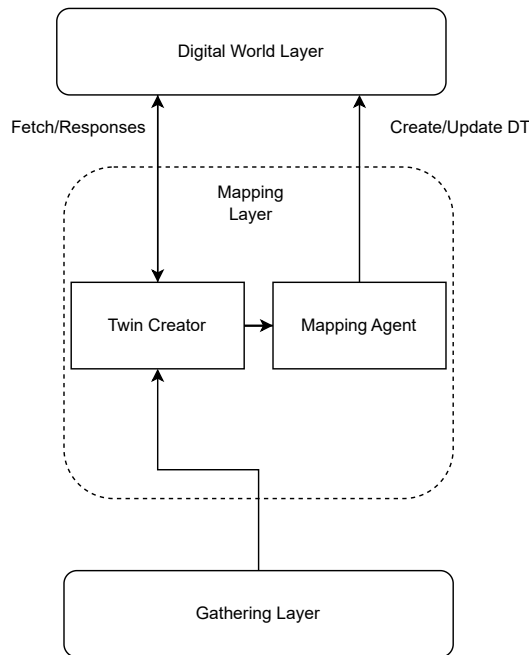 Digital World Layer
Fetch/Responses
Create/Update DT
Mapping
Layer
Twin Creator
Mapping Agent
Gathering Layer